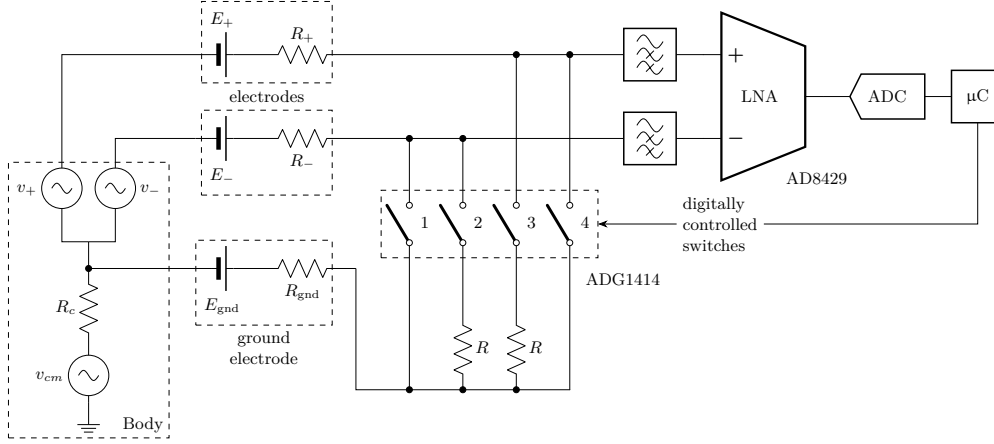 E+
R+
electrodes
LNA
+
−
ADC
μC
E−
R−
AD8429
v+
v−
1
2
3
4
digitally
controlled
switches
ADG1414
Egnd
Rgnd
ground
electrode
Rc
R
R
vcm
Body